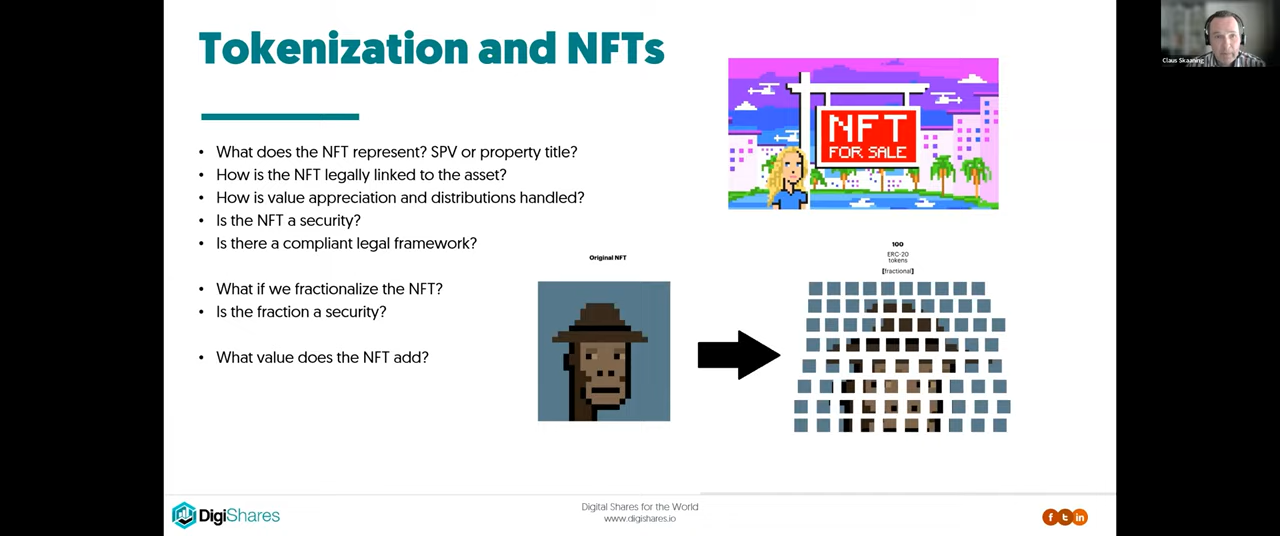 Tokenization and NFTs
Claus Skaaning
NFT
FOR SALE
• What does the NFT represent? SPV or property title?
• How is the NFT legally linked to the asset?
• How is value appreciation and distributions handled?
• Is the NFT a security?
• Is there a compliant legal framework?
• What if we fractionalize the NFT?
• Is the fraction a security?
• What value does the NFT add?
Original NFT
100
ERC-20
tokens
[fractional]
DigiShares
Digital Shares for the World
www.digishares.io